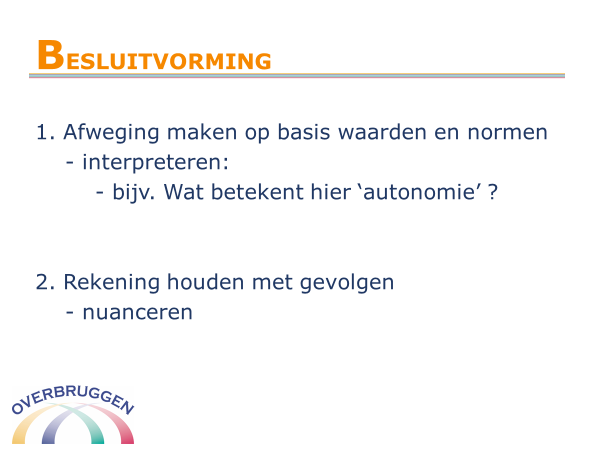 BESLUITVORMING
1. Afweging maken op basis waarden en normen
- interpreteren:
- bijv. Wat betekent hier ‘autonomie’ ?
2. Rekening houden met gevolgen
- nuanceren
OVERBRUGGEN